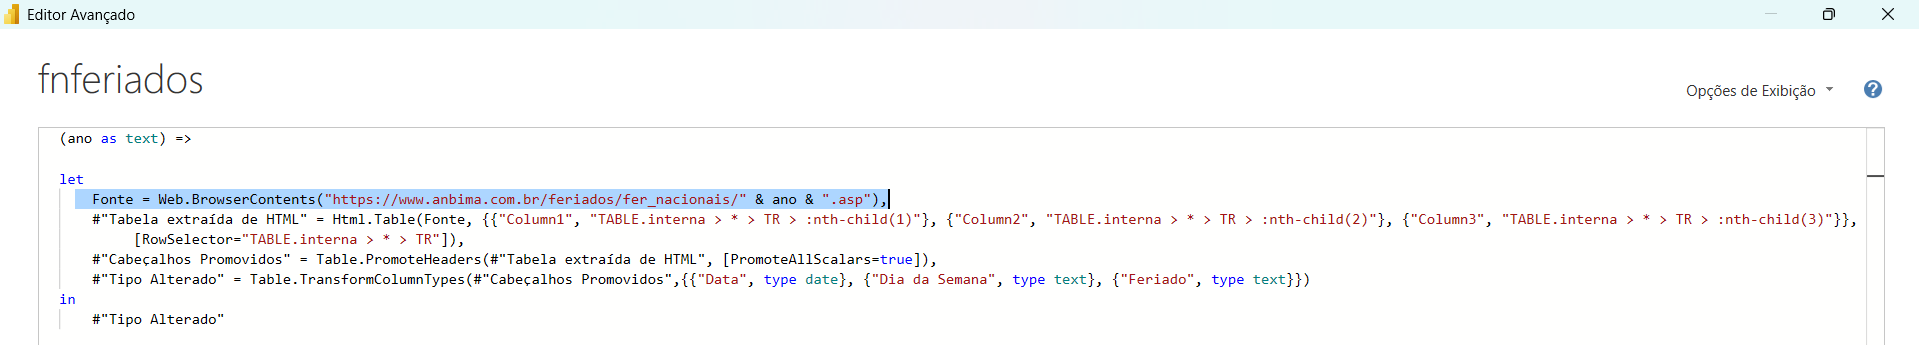 Editor Avançado
fnferiados
Opções de Exibição
(ano as text) =>
let
Fonte = Web.BrowserContents("https://www.anbima.com.br/feriados/fer_nacionais/" & ano & ".asp"),
#"Tabela extraída de HTML" = Html.Table(Fonte, {{"Column1", "TABLE.interna > * > TR > :nth-child(1)"}, {"Column2", "TABLE.interna > * > TR > :nth-child(2)"}, {"Column3", "TABLE.interna > * > TR > :nth-child(3)"}},
[RowSelector="TABLE.interna > * > TR"]),
#"Cabeçalhos Promovidos" = Table.PromoteHeaders(#"Tabela extraída de HTML", [PromoteAllScalars=true]),
#"Tipo Alterado" = Table.TransformColumnTypes(#"Cabeçalhos Promovidos",{{"Data", type date}, {"Dia da Semana", type text}, {"Feriado", type text}})
in
#"Tipo Alterado"